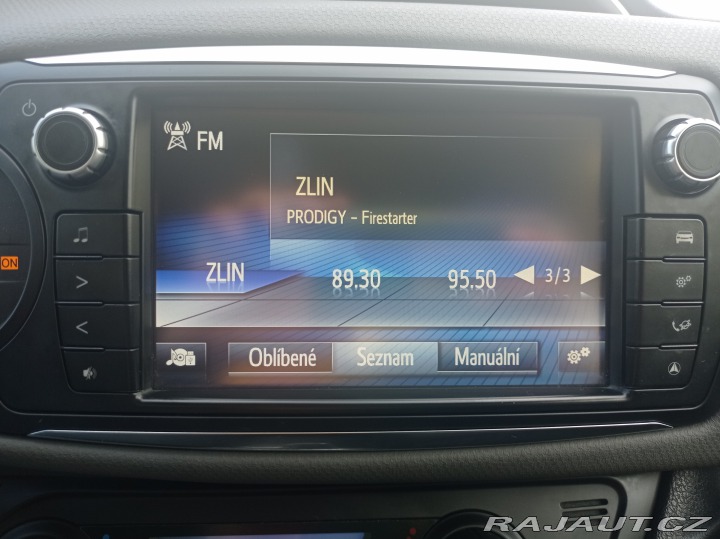 FM
ZLIN
PRODIGY - Firestarter
ZLIN 89.30 95.50 3/3
ON
Oblíbené Seznam Manuální
RAJAUT.CZ